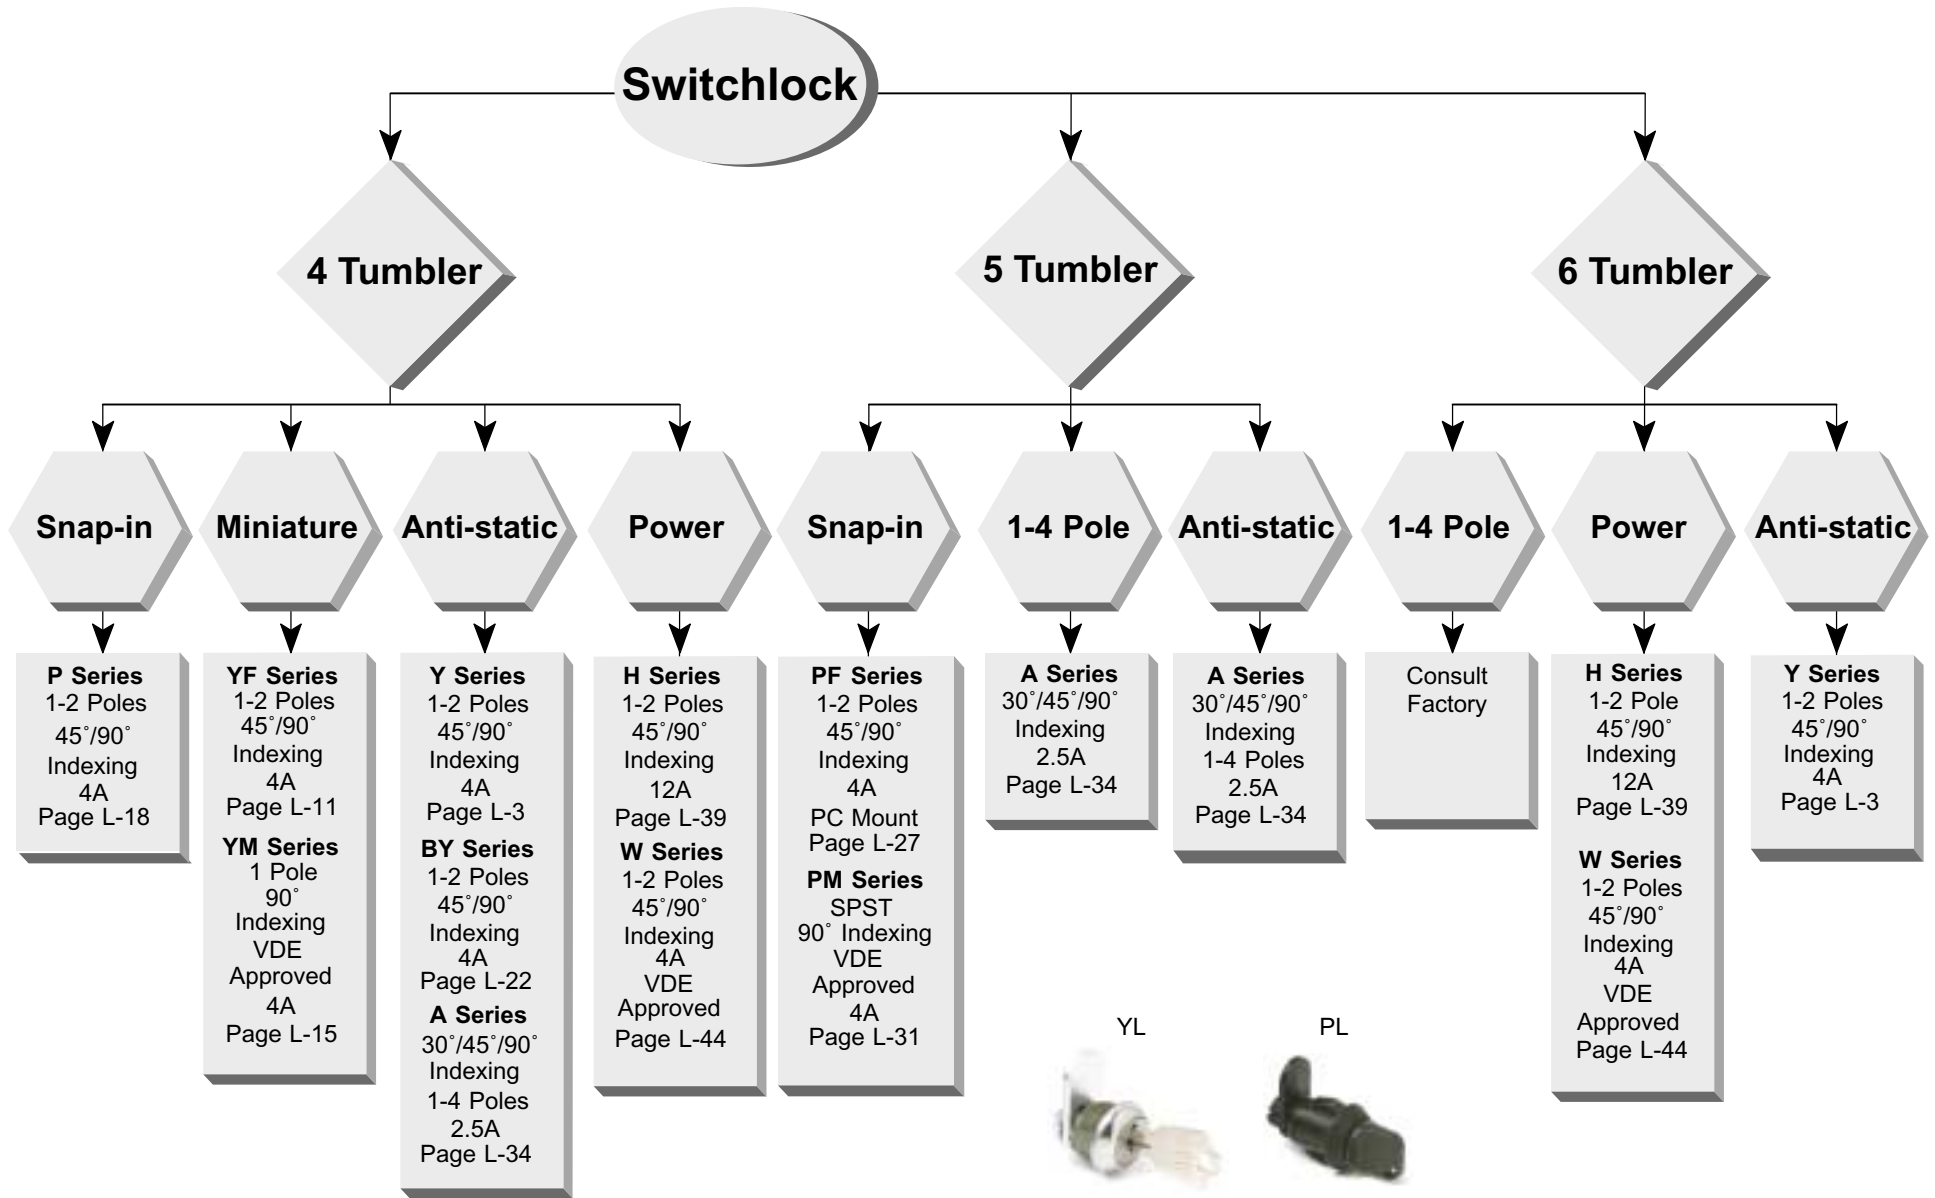 Switchlock
4 Tumbler
5 Tumbler
6 Tumbler
Snap-in
Miniature
Anti-static
Power
Snap-in
1-4 Pole
Anti-static
1-4 Pole
Power
Anti-static
P Series
1-2 Poles
45˚/90˚
Indexing
4A
Page L-18
YF Series
1-2 Poles
45˚/90˚
Indexing
4A
Page L-11
YM Series
1 Pole
90˚
Indexing
VDE
Approved
4A
Page L-15
Y Series
1-2 Poles
45˚/90˚
Indexing
4A
Page L-3
BY Series
1-2 Poles
45˚/90˚
Indexing
4A
Page L-22
A Series
30˚/45˚/90˚
Indexing
1-4 Poles
2.5A
Page L-34
H Series
1-2 Poles
45˚/90˚
Indexing
12A
Page L-39
W Series
1-2 Poles
45˚/90˚
Indexing
4A
VDE
Approved
Page L-44
PF Series
1-2 Poles
45˚/90˚
Indexing
4A
PC Mount
Page L-27
PM Series
SPST
90˚ Indexing
VDE
Approved
4A
Page L-31
A Series
30˚/45˚/90˚
Indexing
2.5A
Page L-34
A Series
30˚/45˚/90˚
Indexing
1-4 Poles
2.5A
Page L-34
Consult
Factory
H Series
1-2 Pole
45˚/90˚
Indexing
12A
Page L-39
W Series
1-2 Poles
45˚/90˚
Indexing
4A
VDE
Approved
Page L-44
Y Series
1-2 Poles
45˚/90˚
Indexing
4A
Page L-3
YL
PL